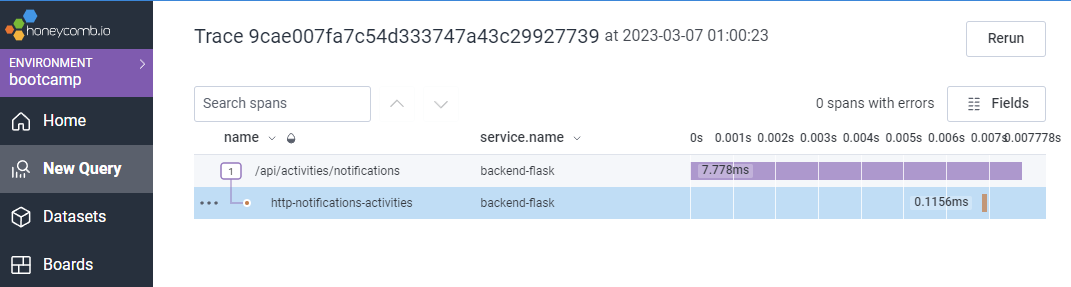 honeycomb.io
Trace 9cae007fa7c54d333747a43c29927739 at 2023-03-07 01:00:23
Rerun
ENVIRONMENT
bootcamp
Search spans
0 spans with errors
Fields
Home
name
service.name
0s 0.001s 0.002s 0.003s 0.004s 0.005s 0.006s 0.007s 0.007778s
New Query
1 /api/activities/notifications backend-flask 7.778ms
http-notifications-activities backend-flask 0.1156ms
Datasets
Boards